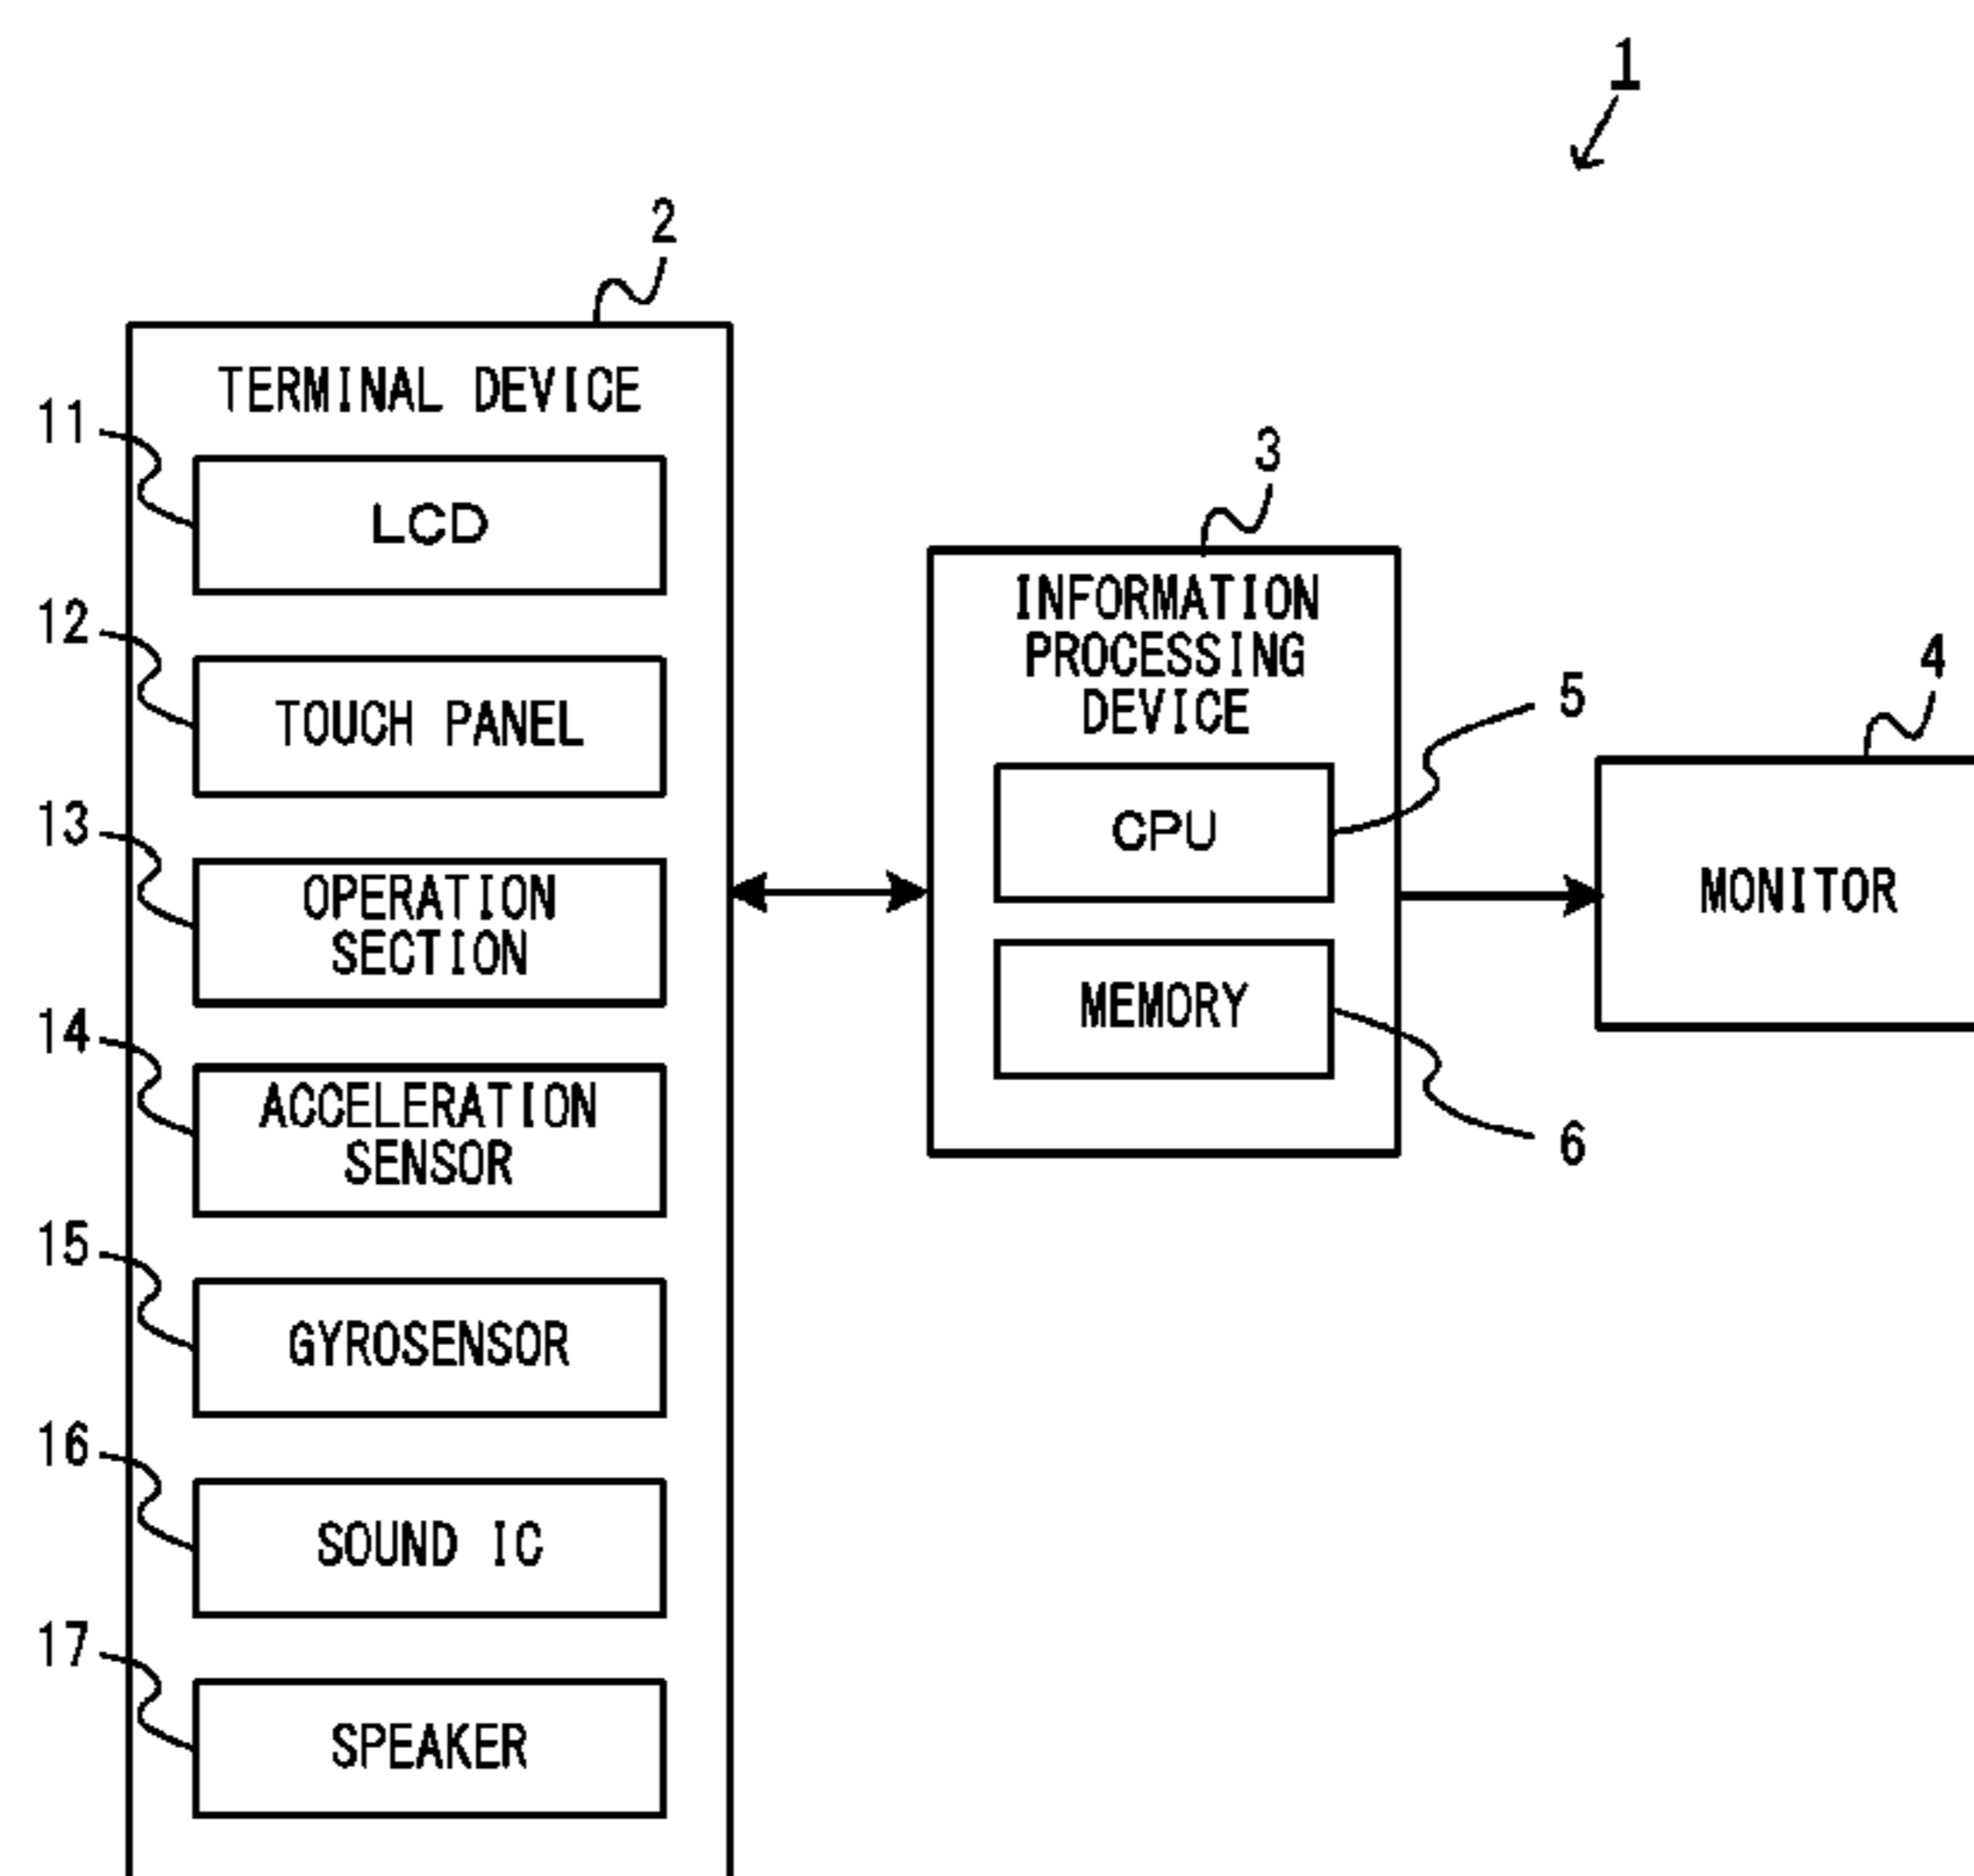 1
2
TERMINAL DEVICE
11
LCD
12
TOUCH PANEL
13
OPERATION
SECTION
14
ACCELERATION
SENSOR
15
GYROSENSOR
16
SOUND IC
17
SPEAKER
3
INFORMATION
PROCESSING
DEVICE
5
CPU
MEMORY
6
4
MONITOR